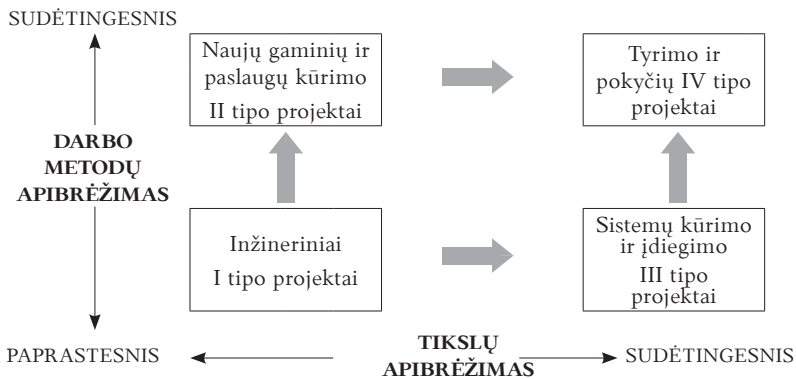 SUDĖTINGESNIS
Naujų gaminių ir
paslaugų kūrimo
II tipo projektai
Tyrimo ir
pokyčių IV tipo
projektai
DARBO
METODŲ
APIBRĖŽIMAS
Inžineriniai
I tipo projektai
Sistemų kūrimo
ir įdiegimo
III tipo
projektai
PAPRASTESNIS
TIKSLŲ
APIBRĖŽIMAS
SUDĖTINGESNIS